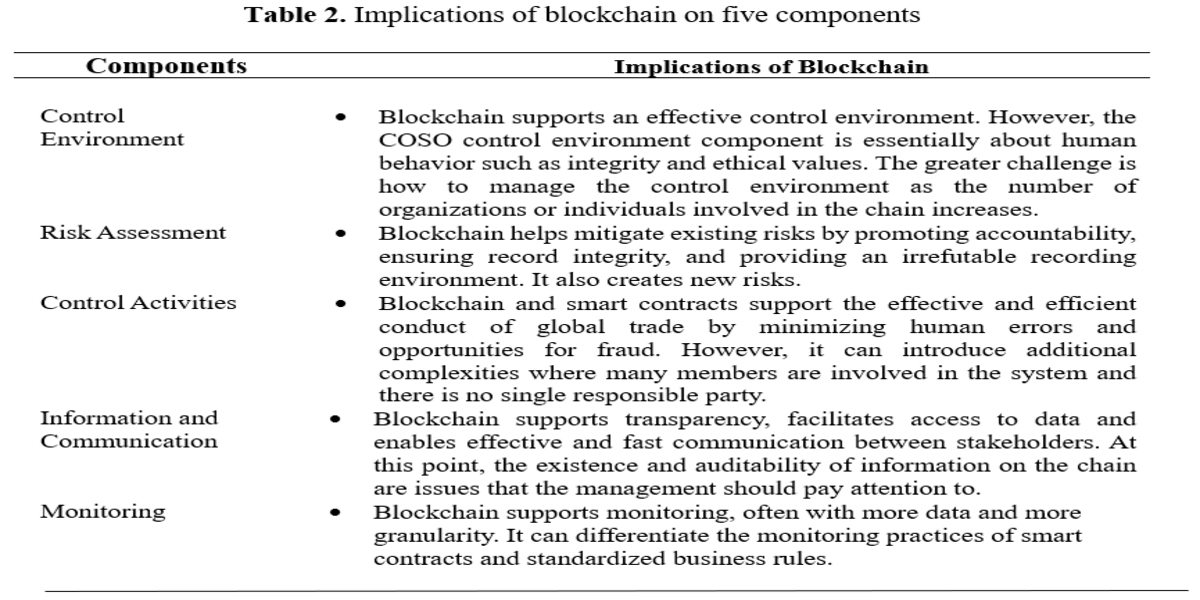 Table 2. Implications of blockchain on five components
Components Implications of Blockchain
Control Environment
• Blockchain supports an effective control environment. However, the
COSO control environment component is essentially about human
behavior such as integrity and ethical values. The greater challenge is
how to manage the control environment as the number of
organizations or individuals involved in the chain increases.
Risk Assessment
• Blockchain helps mitigate existing risks by promoting accountability,
ensuring record integrity, and providing an irrefutable recording
environment. It also creates new risks.
Control Activities
• Blockchain and smart contracts support the effective and efficient
conduct of global trade by minimizing human errors and
opportunities for fraud. However, it can introduce additional
complexities where many members are involved in the system and
there is no single responsible party.
Information and
Communication
• Blockchain supports transparency, facilitates access to data and
enables effective and fast communication between stakeholders. At
this point, the existence and auditability of information on the chain
are issues that the management should pay attention to.
Monitoring
• Blockchain supports monitoring, often with more data and more
granularity. It can differentiate the monitoring practices of smart
contracts and standardized business rules.